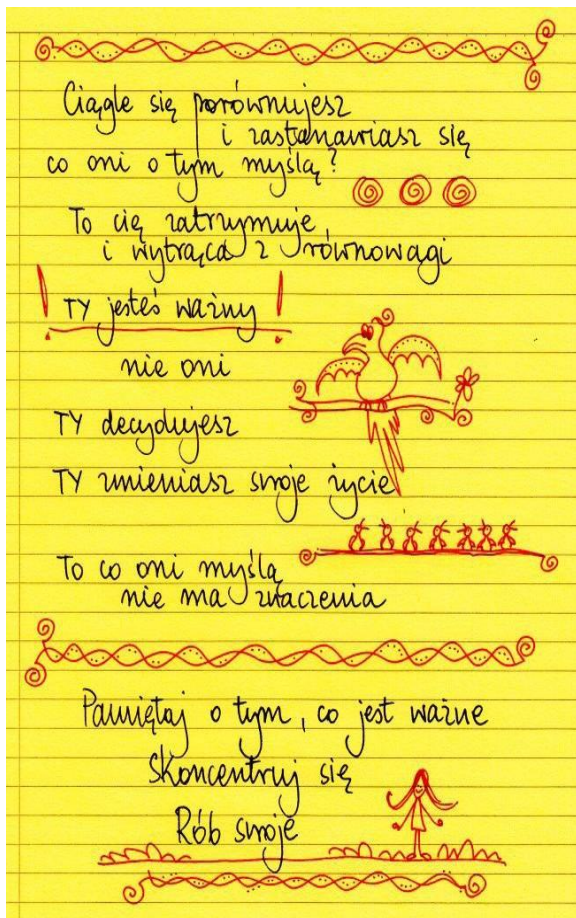 Ciągle się porównujesz
i zastanawiasz się
co oni o tym myślą?
To cię zatrzymuje
i wytrąca z równowagi
! TY jesteś ważny !
nie oni
TY decydujesz
TY zmieniasz swoje życie
To co oni myślą
nie ma znaczenia
Pamiętaj o tym, co jest ważne
Skoncentruj się
Rób swoje